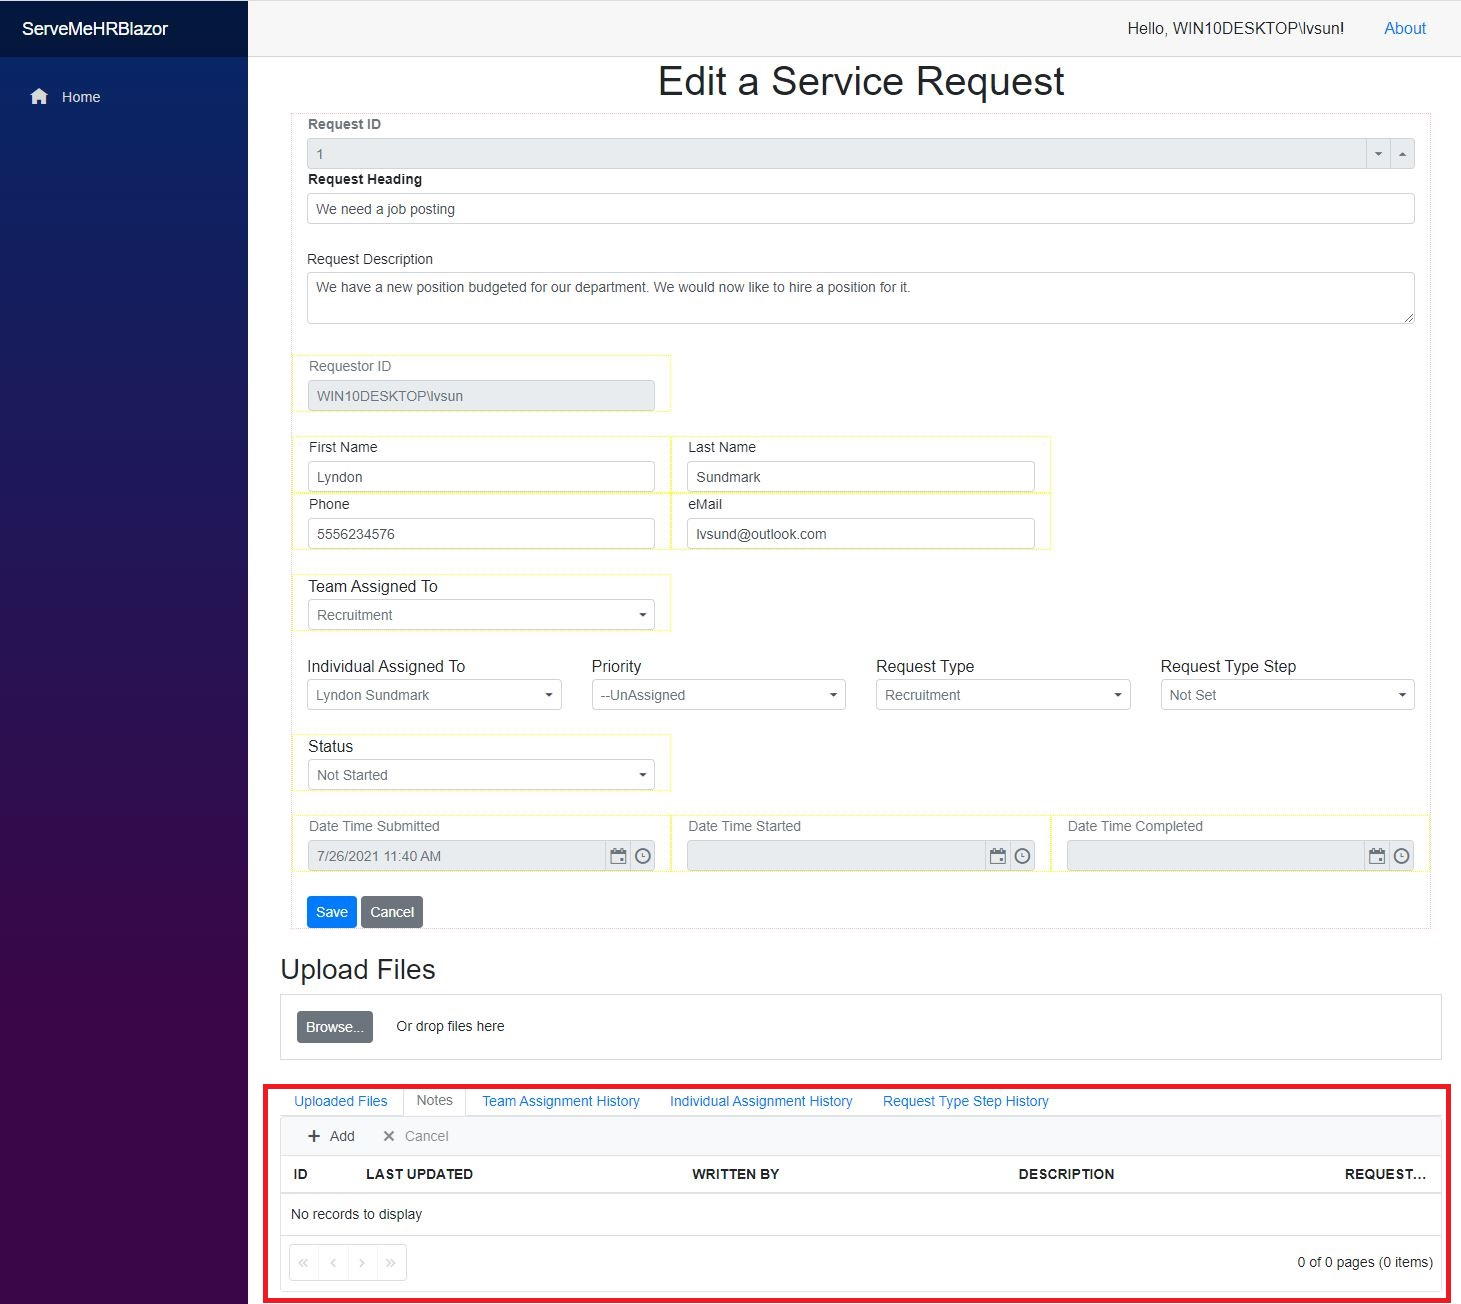 ServeMeHRBlazor
Hello, WIN10DESKTOP\lvsun!
About
Home
Edit a Service Request
Request ID
1
Request Heading
We need a job posting
Request Description
We have a new position budgeted for our department. We would now like to hire a position for it.
Requestor ID
WIN10DESKTOP\lvsun
First Name
Last Name
Lyndon
Sundmark
Phone
eMail
5556234576
lvsund@outlook.com
Team Assigned To
Recruitment
Individual Assigned To
Priority
Request Type
Request Type Step
Lyndon Sundmark
--UnAssigned
Recruitment
Not Set
Status
Not Started
Date Time Submitted
Date Time Started
Date Time Completed
7/26/2021 11:40 AM
Save
Cancel
Upload Files
Browse...
Or drop files here
Uploaded Files
Notes
Team Assignment History
Individual Assignment History
Request Type Step History
Add
Cancel
ID
LAST UPDATED
WRITTEN BY
DESCRIPTION
REQUEST...
No records to display
0 of 0 pages (0 items)